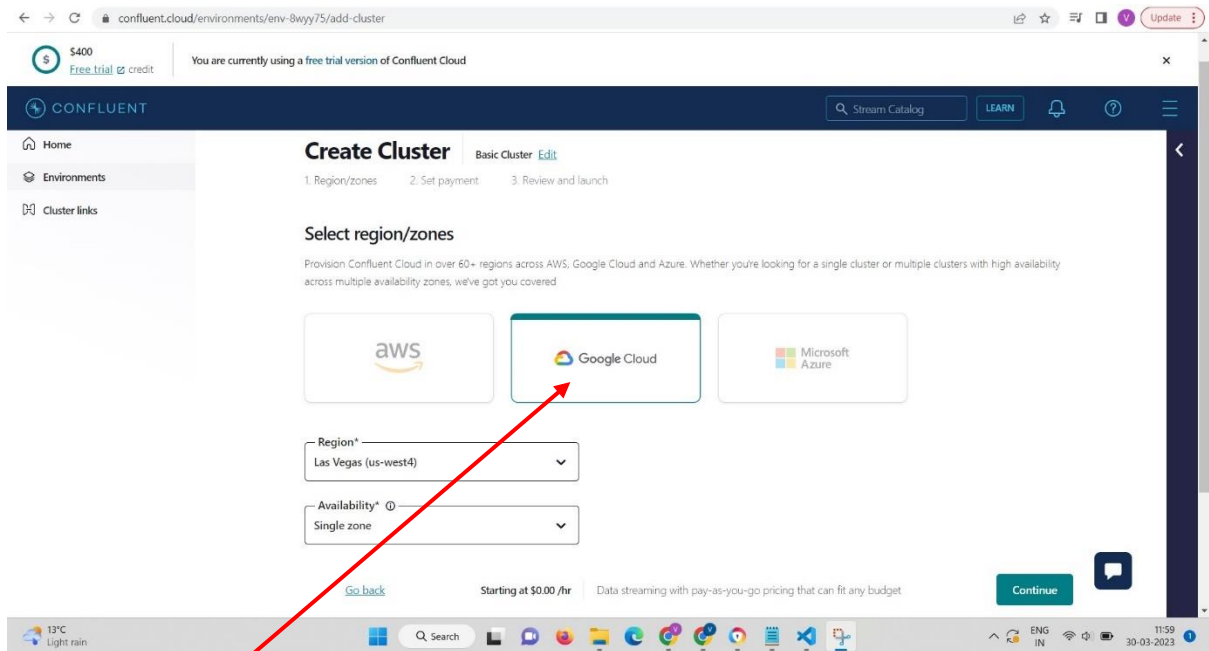 confluent.cloud/environments/env-8wyy75/add-cluster
V
Update
$
$400
Free trial credit
You are currently using a free trial version of Confluent Cloud
CONFLUENT
Stream Catalog
LEARN
Home
Environments
Cluster links
Create Cluster
Basic Cluster Edit
1. Region/zones 2. Set payment 3. Review and launch
Select region/zones
Provision Confluent Cloud in over 60+ regions across AWS, Google Cloud and Azure. Whether you're looking for a single cluster or multiple clusters with high availability
across multiple availability zones, we've got you covered
aws
Google Cloud
Microsoft
Azure
Region*
Las Vegas (us-west4)
Availability*
Single zone
Go back
Starting at $0.00 /hr
Data streaming with pay-as-you-go pricing that can fit any budget
Continue
13°C
Light rain
Search
ENG
IN
11:59
30-03-2023
1